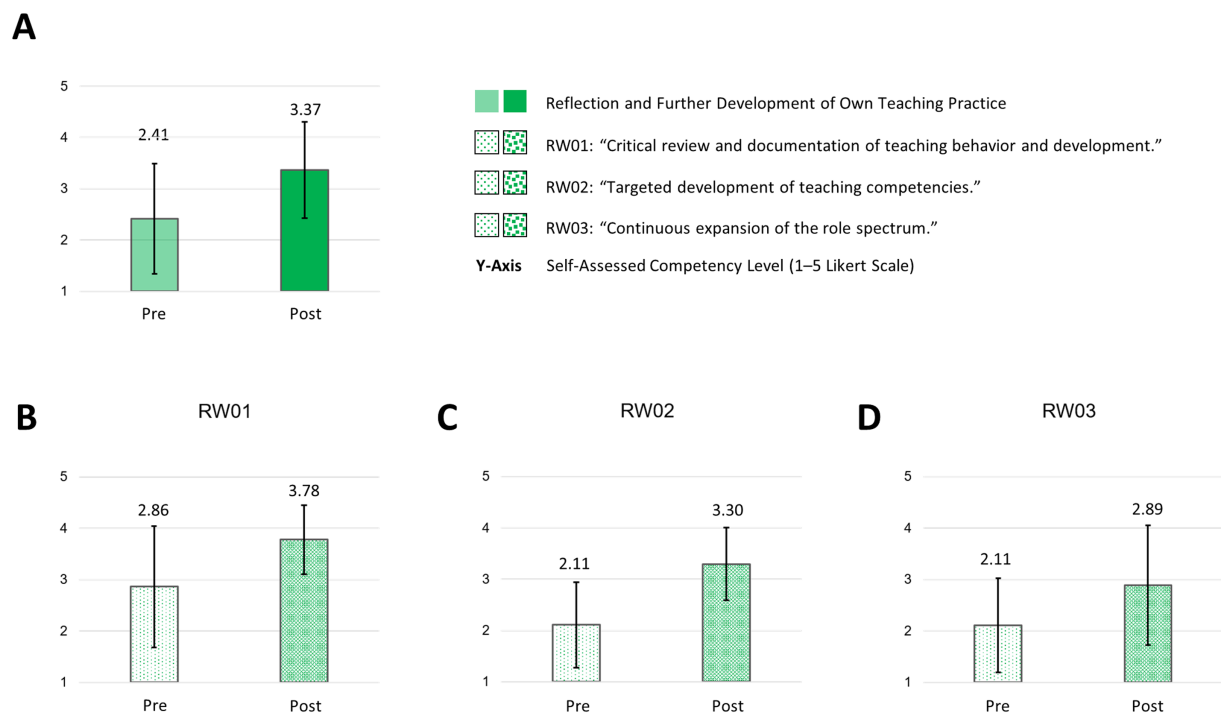 A
5
4
3
2
1
2.41
3.37
Pre
Post
Reflection and Further Development of Own Teaching Practice
RW01: “Critical review and documentation of teaching behavior and development.”
RW02: “Targeted development of teaching competencies.”
RW03: “Continuous expansion of the role spectrum.”
Y-Axis Self-Assessed Competency Level (1–5 Likert Scale)
B
RW01
5
4
3
2
1
2.86
3.78
Pre
Post
C
RW02
5
4
3
2
1
2.11
3.30
Pre
Post
D
RW03
5
4
3
2
1
2.11
2.89
Pre
Post